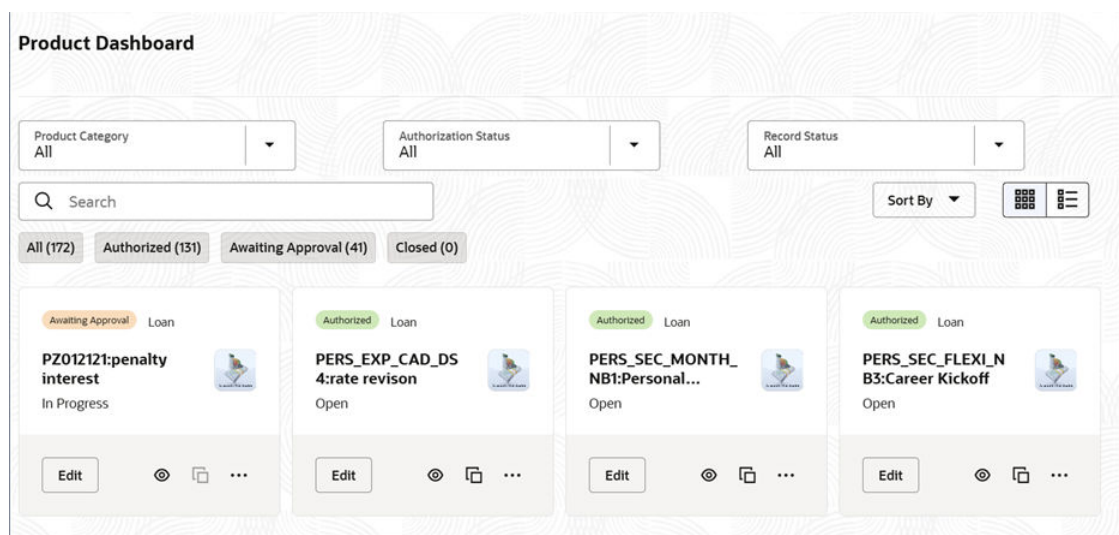 Product Dashboard
Product Category
All
Authorization Status
All
Record Status
All
Search
Sort By
All (172)
Authorized (131)
Awaiting Approval (41)
Closed (0)
Awaiting Approval
Loan
PZ012121:penalty
interest
In Progress
Edit
Authorized
Loan
PERS_EXP_CAD_DS
4:rate revison
Open
Edit
Authorized
Loan
PERS_SEC_MONTH_
NB1:Personal...
Open
Edit
Authorized
Loan
PERS_SEC_FLEXI_N
B3:Career Kickoff
Open
Edit